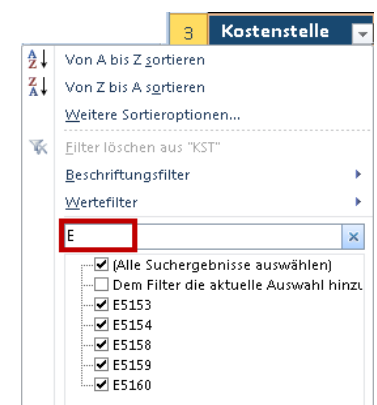 3 Kostenstelle
Von A bis Z sortieren
Von Z bis A sortieren
Weitere Sortieroptionen...
Filter löschen aus "KST"
Beschriftungsfilter
Wertefilter
E
(Alle Suchergebnisse auswählen)
Dem Filter die aktuelle Auswahl hinzu
E5153
E5154
E5158
E5159
E5160